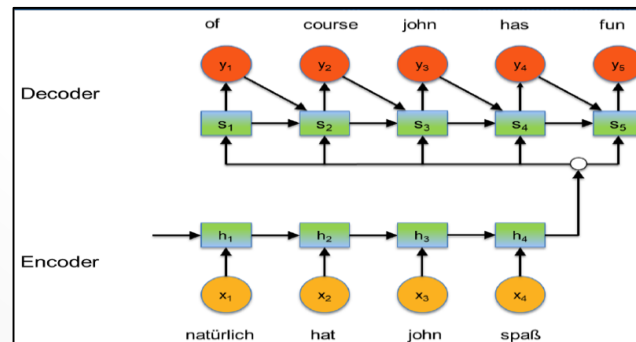 of course john has fun
y1 y2 y3 y4 y5
Decoder
s1 s2 s3 s4 s5
h1 h2 h3 h4
Encoder
x1 x2 x3 x4
natürlich hat john spaß